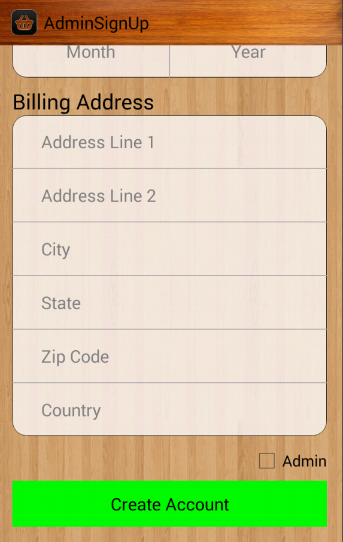 AdminSignUp
Month Year
Billing Address
Address Line 1
Address Line 2
City
State
Zip Code
Country
Admin
Create Account